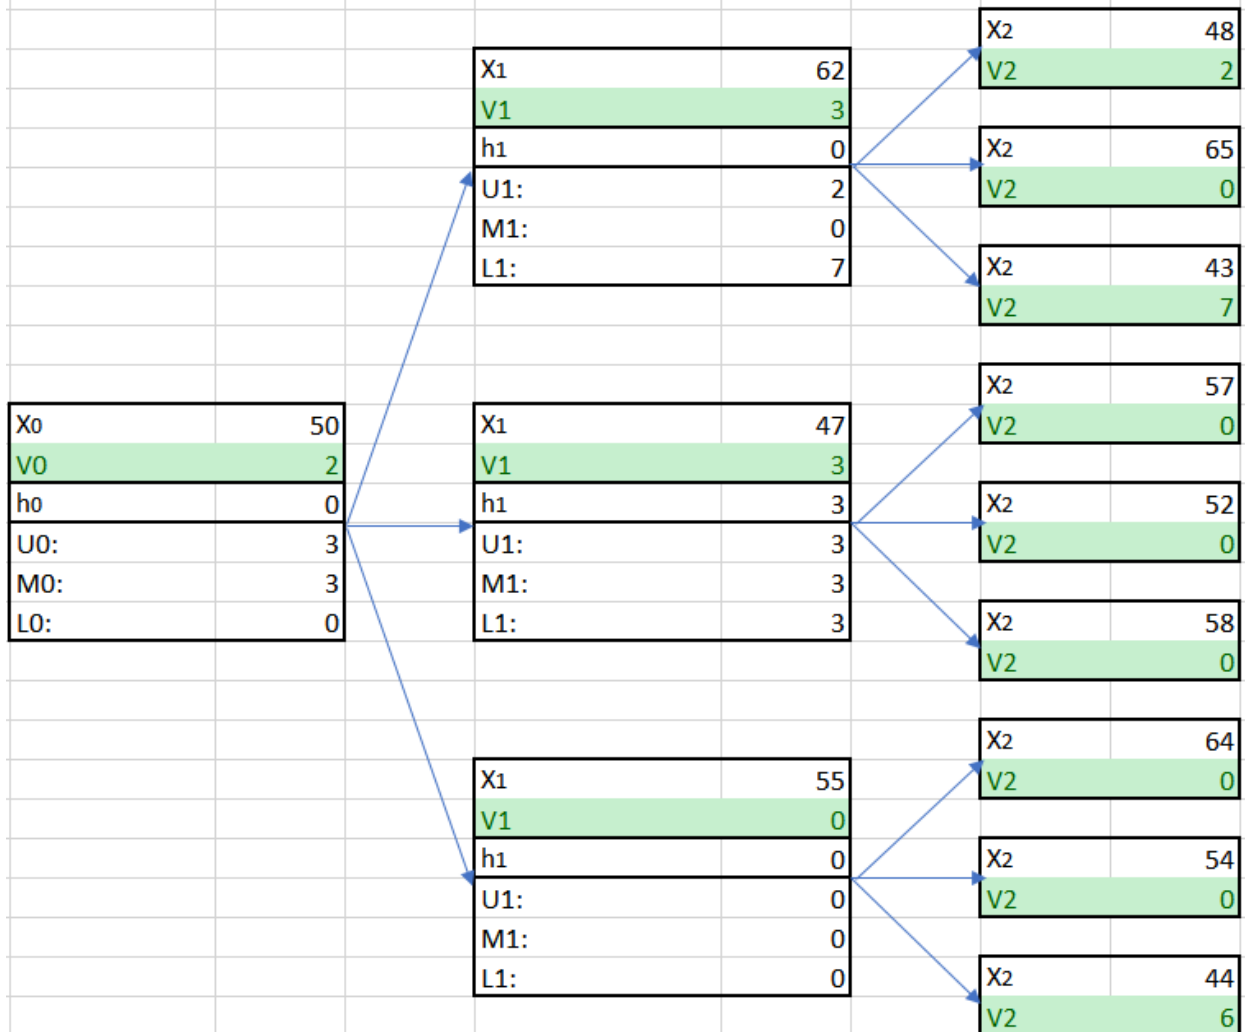 X0 50
V0 2
h0 0
U0: 3
M0: 3
L0: 0
X1 62
V1 3
h1 0
U1: 2
M1: 0
L1: 7
X1 47
V1 3
h1 3
U1: 3
M1: 3
L1: 3
X1 55
V1 0
h1 0
U1: 0
M1: 0
L1: 0
X2 48
V2 2
X2 65
V2 0
X2 43
V2 7
X2 57
V2 0
X2 52
V2 0
X2 58
V2 0
X2 64
V2 0
X2 54
V2 0
X2 44
V2 6